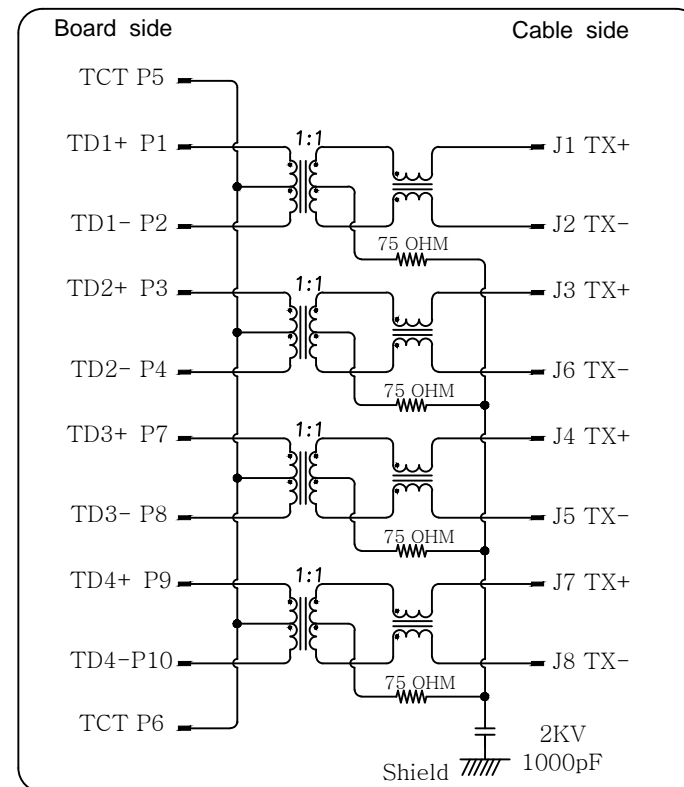 Board side Cable side
TCT P5
1:1
TD1+ P1 J1 TX+
TD1- P2 J2 TX-
75 OHM
1:1
TD2+ P3 J3 TX+
TD2- P4 J6 TX-
75 OHM
1:1
TD3+ P7 J4 TX+
TD3- P8 J5 TX-
75 OHM
1:1
TD4+ P9 J7 TX+
TD4-P10 J8 TX-
75 OHM
TCT P6
2KV
1000pF
Shield